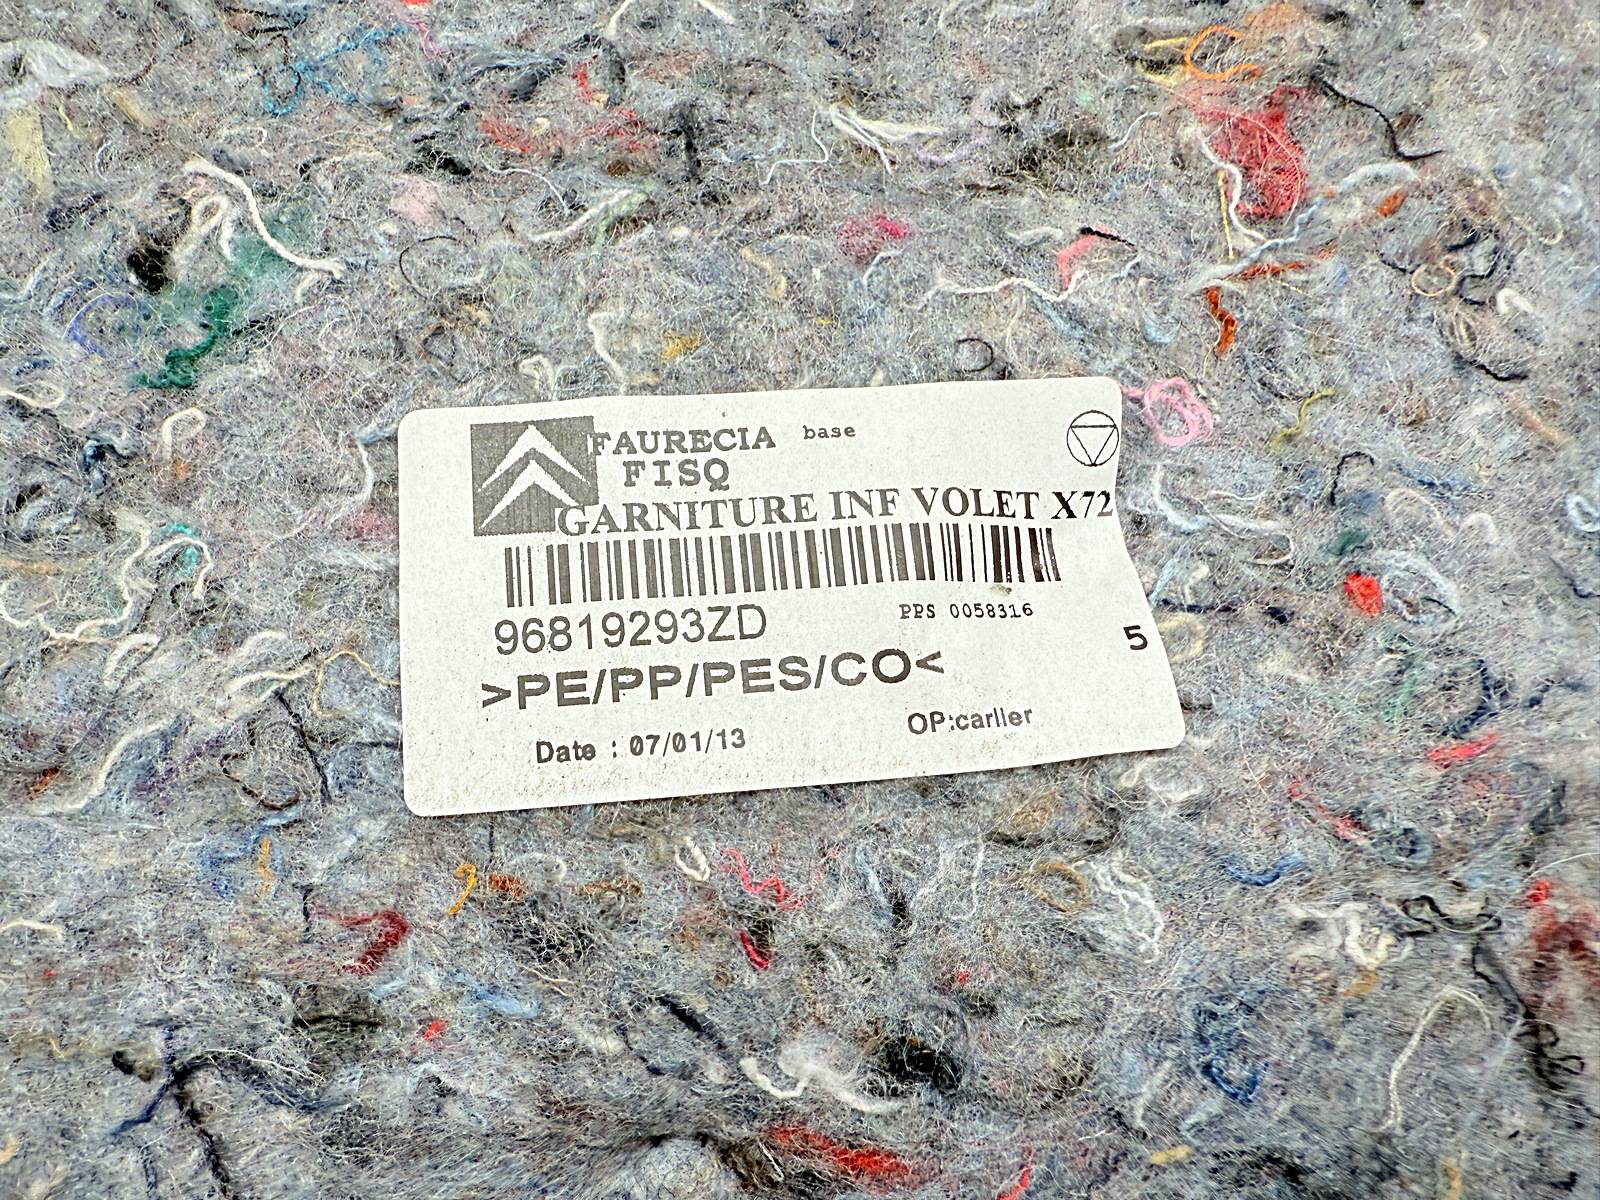 FAURECIA base
FISQ
GARNITURE INF VOLET X72
96819293ZD
PPS 0058316
5
>PE/PP/PES/CO<
Date : 07/01/13
OP:carlier